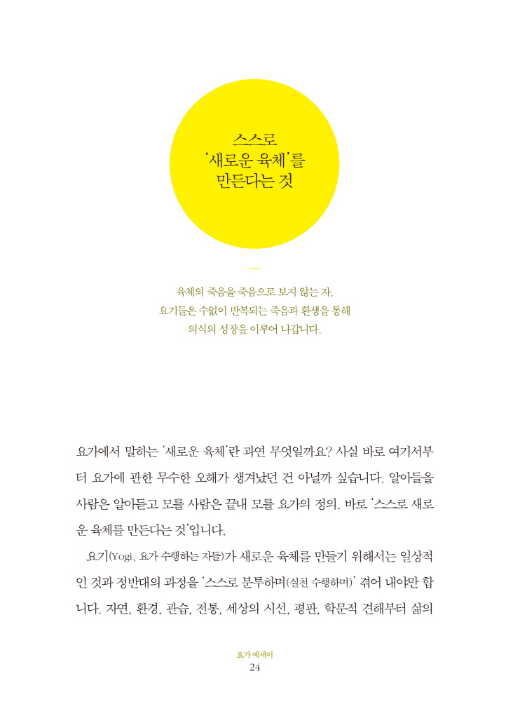 스스로
‘새로운 육체’를
만든다는 것
육체의 죽음을 죽음으로 보지 않는 자,
요기들은 수없이 반복되는 죽음과 환생을 통해
의식의 성장을 이루어 나갑니다.
요가에서 말하는 ‘새로운 육체’란 과연 무엇일까요? 사실 바로 여기서부
터 요가에 관한 무수한 오해가 생겨났던 건 아닐까 싶습니다. 알아들을
사람은 알아듣고 모를 사람은 끝내 모를 요가의 정의. 바로 ‘스스로 새로
운 육체를 만든다는 것’입니다.
요기(Yogi, 요가 수행하는 자들)가 새로운 육체를 만들기 위해서는 일상적
인 것과 정반대의 과정을 ‘스스로 분투하며(실천 수행하며)’ 겪어 내야만 합
니다. 자연, 환경, 관습, 전통, 세상의 시선, 평판, 학문적 견해부터 삶의
요가 에세이
24